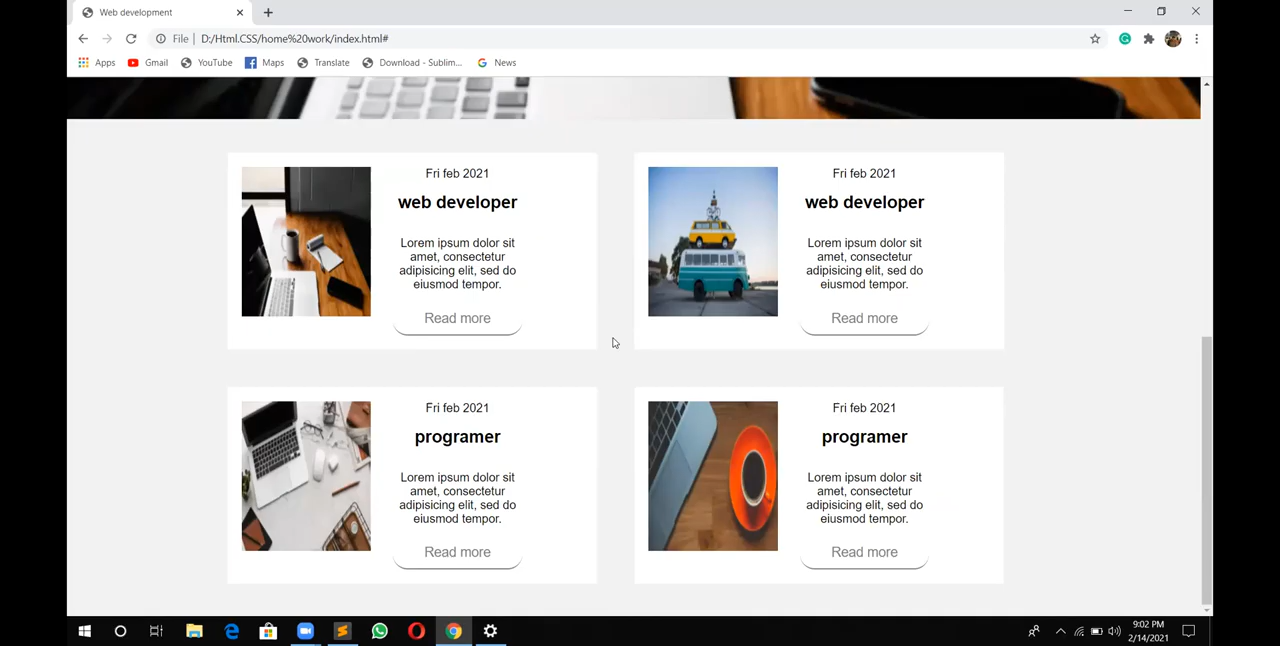 Web development
File
D:/Html.CSS/home%20work/index.html#
Apps
Gmail
YouTube
Maps
Translate
Download - Sublim...
News
Fri feb 2021
web developer
Lorem ipsum dolor sit
amet, consectetur
adipisicing elit, sed do
eiusmod tempor.
Read more
Fri feb 2021
web developer
Lorem ipsum dolor sit
amet, consectetur
adipisicing elit, sed do
eiusmod tempor.
Read more
Fri feb 2021
programer
Lorem ipsum dolor sit
amet, consectetur
adipisicing elit, sed do
eiusmod tempor.
Read more
Fri feb 2021
programer
Lorem ipsum dolor sit
amet, consectetur
adipisicing elit, sed do
eiusmod tempor.
Read more
9:02 PM
2/14/2021